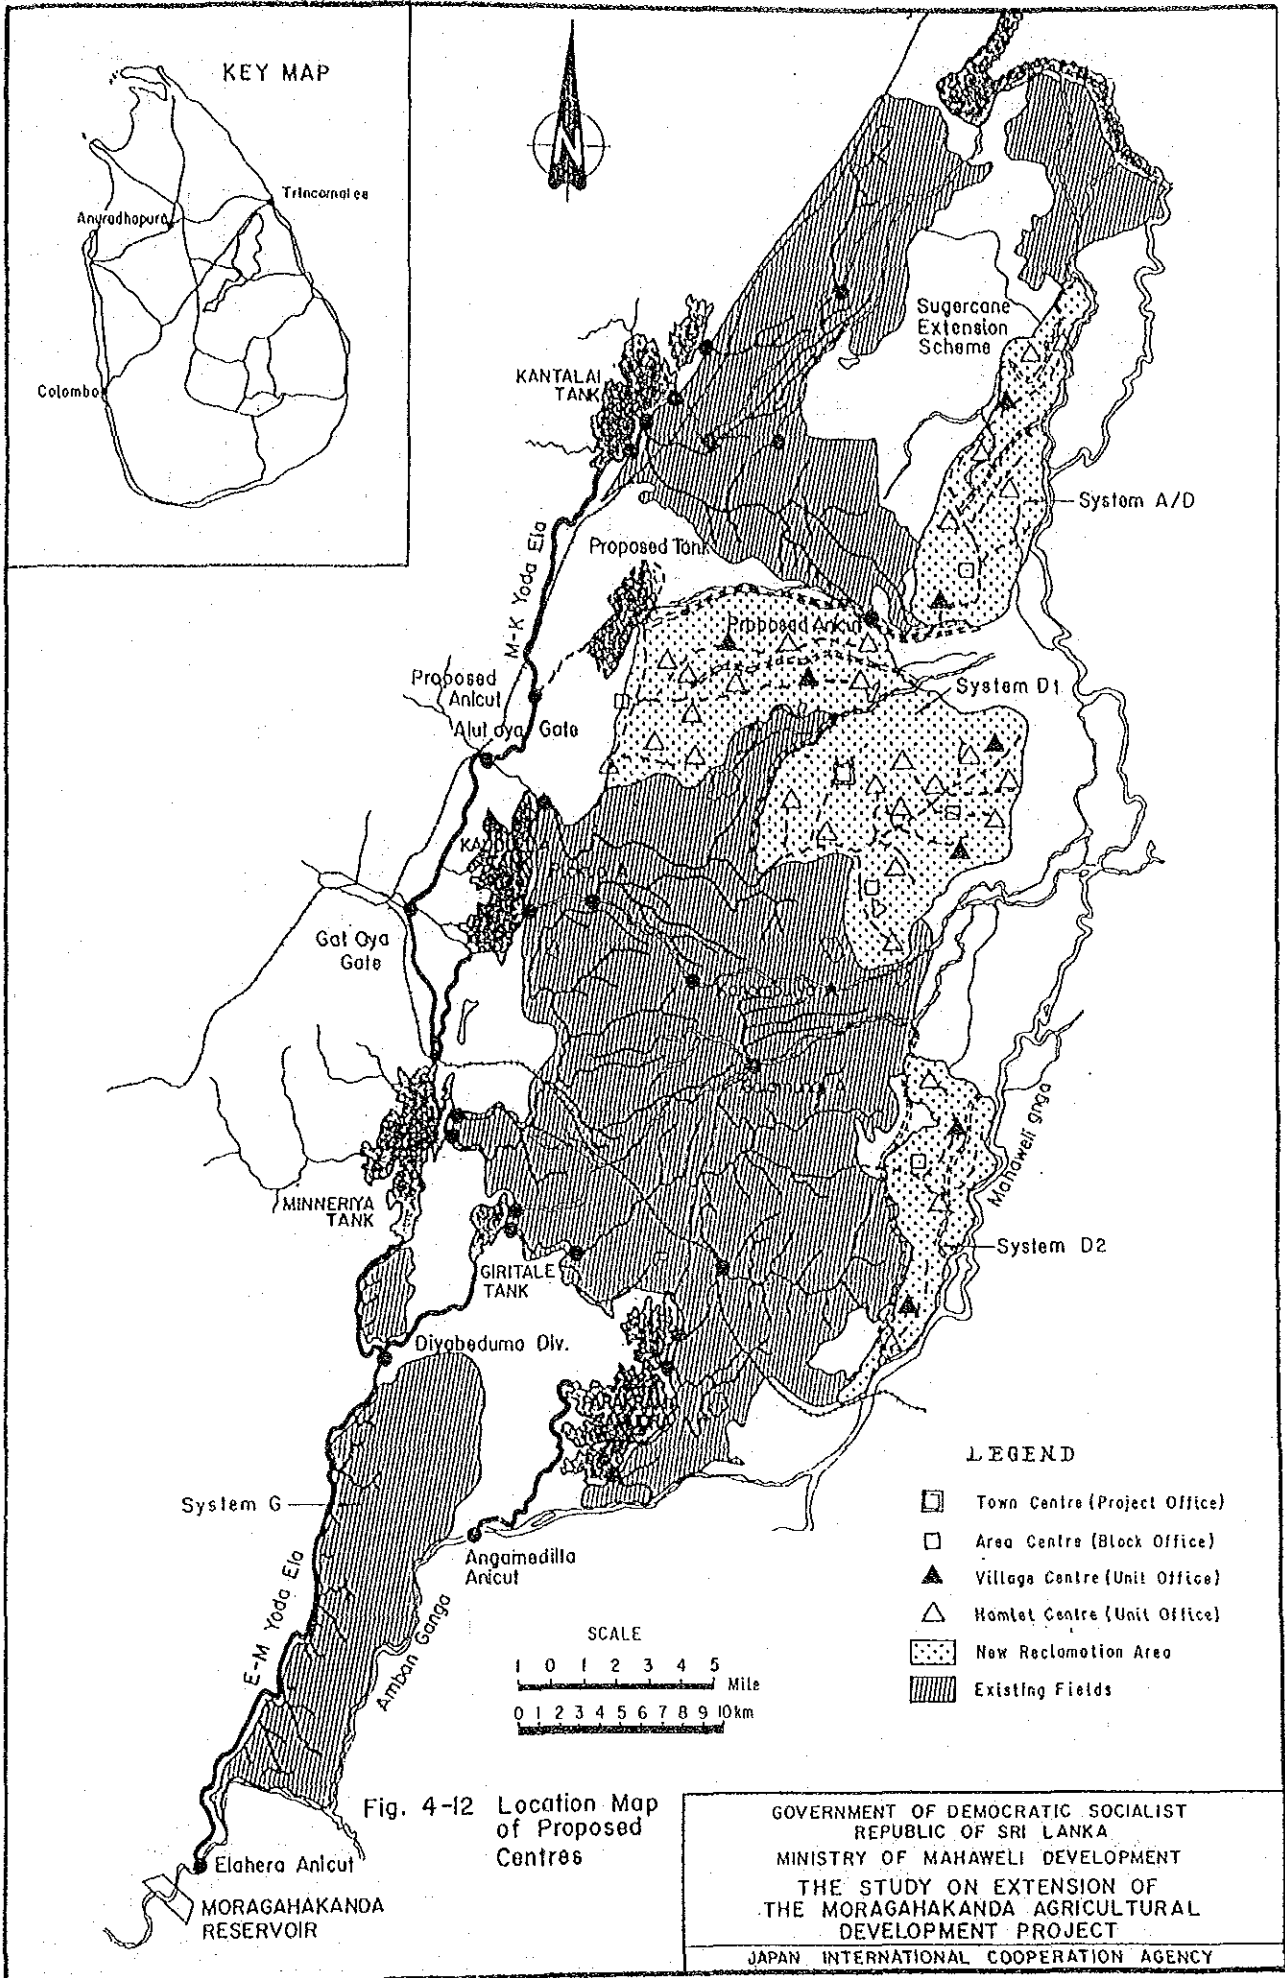 KEY MAP
Trincomalee
Anuradhapura
Colombo
N
Sugarcane
Extension
Scheme
KANTALAI
TANK
System A/D
Proposed Tank
M-K Yoda Ela
Proposed Anicut
Proposed
Anicut
Alut oya Gate
System D1
Gal Oya
Gate
MINNERIYA
TANK
Mahaweli gnga
GIRITALE
TANK
System D2
Diyabeduma Div.
System G
Angamedilla
Anicut
E-M Yoda Ela
Amban Ganga
LEGEND
Town Centre (Project Office)
Area Centre (Block Office)
Village Centre (Unit Office)
Hamlet Centre (Unit Office)
New Reclamation Area
Existing Fields
SCALE
1 0 1 2 3 4 5
Mile
0 1 2 3 4 5 6 7 8 9 10km
Fig. 4-12 Location Map
of Proposed
Centres
Elahera Anicut
MORAGAHAKANDA
RESERVOIR
GOVERNMENT OF DEMOCRATIC SOCIALIST
REPUBLIC OF SRI LANKA
MINISTRY OF MAHAWELI DEVELOPMENT
THE STUDY ON EXTENSION OF
THE MORAGAHAKANDA AGRICULTURAL
DEVELOPMENT PROJECT
JAPAN INTERNATIONAL COOPERATION AGENCY